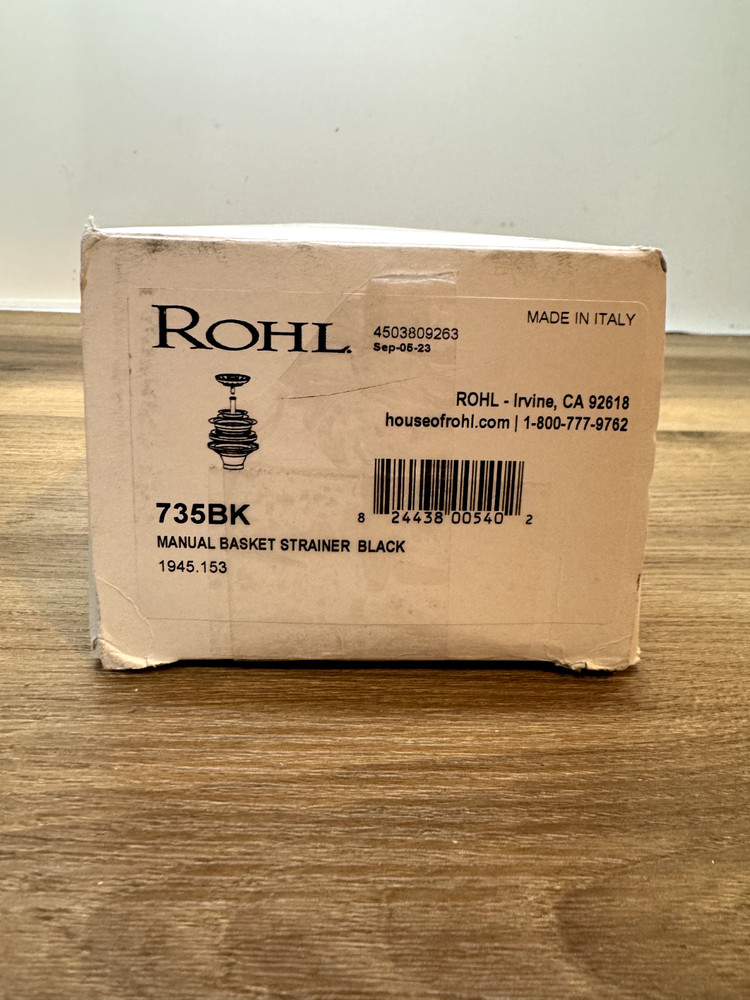 ROHL.
4503809263
Sep-05-23
MADE IN ITALY
ROHL - Irvine, CA 92618
houseofrohl.com | 1-800-777-9762
8 24438 00540 2
735BK
MANUAL BASKET STRAINER BLACK
1945.153